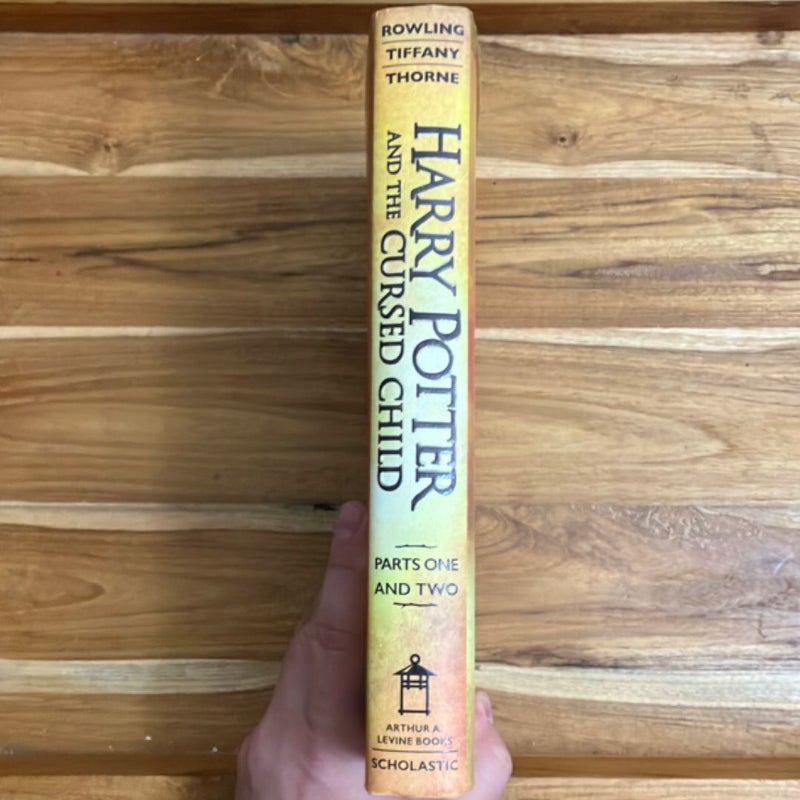 ROWLING
TIFFANY
THORNE
HARRY POTTER
AND THE CURSED CHILD
PARTS ONE
AND TWO
ARTHUR A.
LEVINE BOOKS
SCHOLASTIC